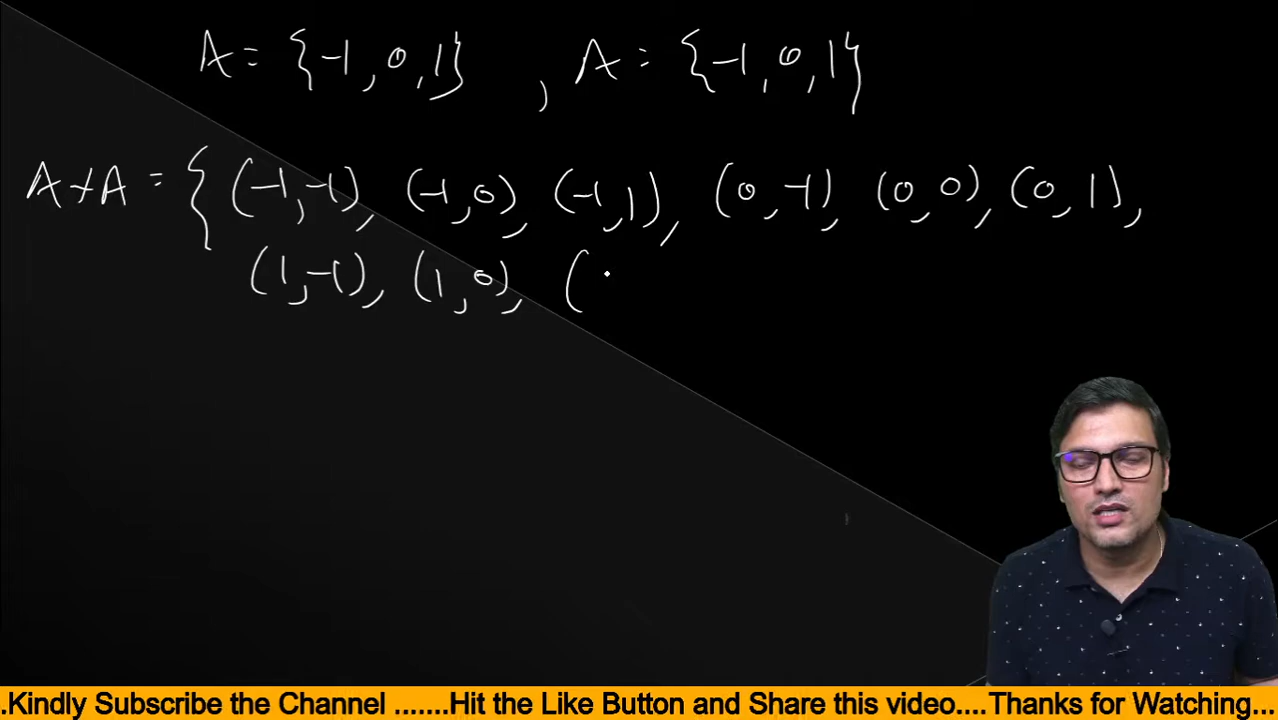 A = {-1, 0, 1} , A = {-1, 0, 1}
A × A = { (-1, -1), (-1, 0), (-1, 1), (0, -1), (0, 0), (0, 1),
(1, -1), (1, 0), (
.Kindly Subscribe the Channel .......Hit the Like Button and Share this video....Thanks for Watching...